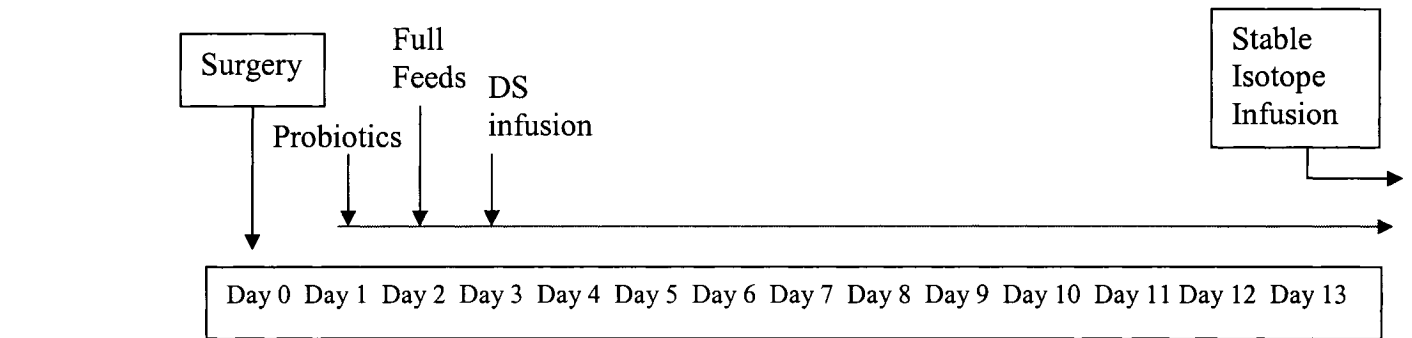 Surgery
Probiotics
Full
Feeds
DS
infusion
Stable
Isotope
Infusion
Day 0 Day 1 Day 2 Day 3 Day 4 Day 5 Day 6 Day 7 Day 8 Day 9 Day 10 Day 11 Day 12 Day 13